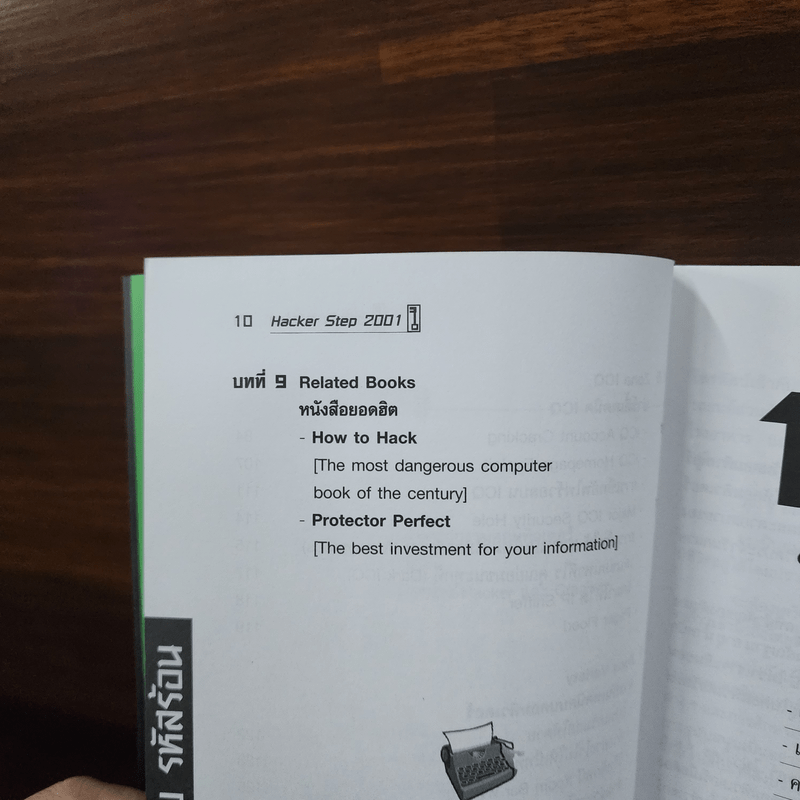 10 Hacker Step 2001
บทที่ 9 Related Books
หนังสือยอดฮิต
- How to Hack
[The most dangerous computer
book of the century]
- Protector Perfect
[The best investment for your information]
รหัสร้อน